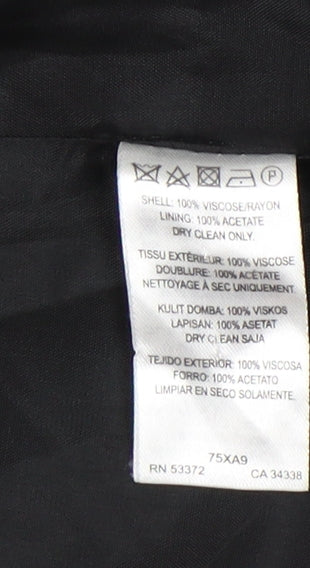 SHELL: 100% VISCOSE/RAYON
LINING: 100% ACETATE
DRY CLEAN ONLY.
TISSU EXTÉRIEUR: 100% VISCOSE
DOUBLURE: 100% ACÉTATE
NETTOYAGE À SEC UNIQUEMENT
KULIT DOMBA: 100% VISKOS
LAPISAN: 100% ASETAT
DRY CLEAN SAJA
TEJIDO EXTERIOR: 100% VISCOSA
FORRO: 100% ACETATO
LIMPIAR EN SECO SOLAMENTE.
75XA9
RN 53372 CA 34338